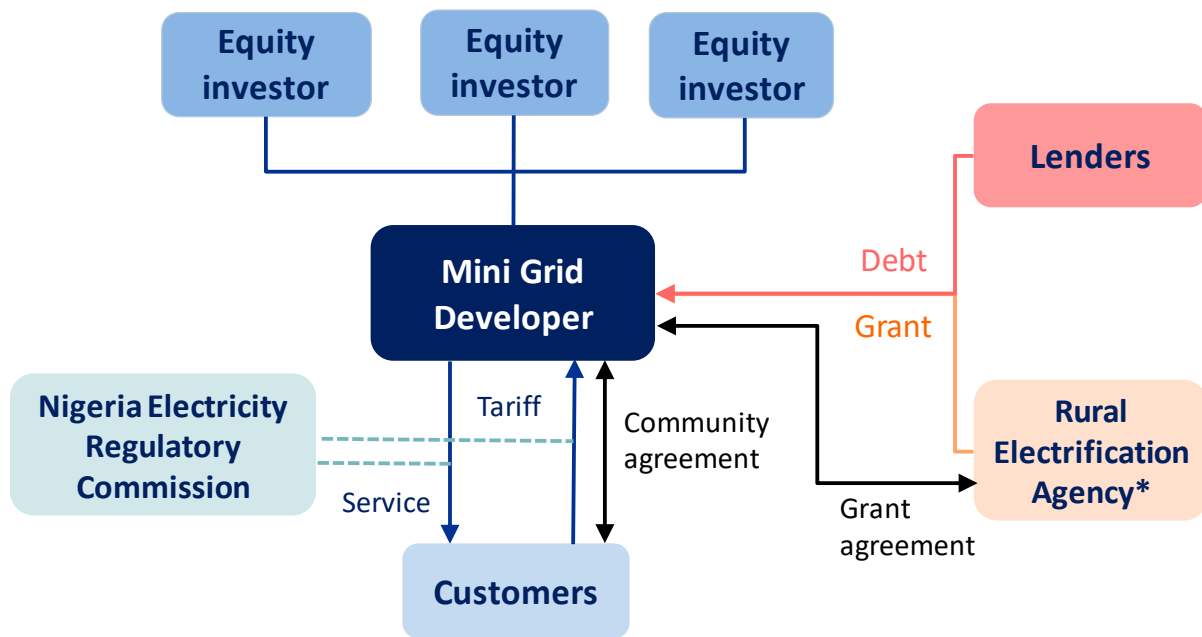 Equity
investor
Equity
investor
Equity
investor
Lenders
Mini Grid
Developer
Debt
Grant
Nigeria Electricity
Regulatory
Commission
Tariff
Community
agreement
Rural
Electrification
Agency*
Service
Grant
agreement
Customers